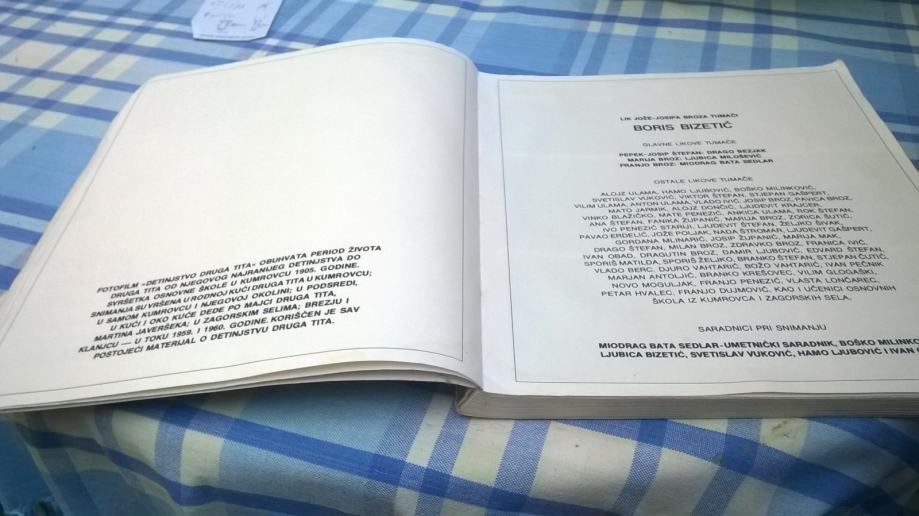 FOTOFILM »DETINJSTVO DRUGA TITA« OBUHVATA PERIOD ŽIVOTA
DRUGA TITA OD NJEGOVOG NAJRANIJEG DETINJSTVA DO
SVRŠETKA OSNOVNE ŠKOLE U KUMROVCU 1905. GODINE.
SNIMANJA SU VRŠENA U RODNOJ KUĆI DRUGA TITA U KUMROVCU;
U SAMOM KUMROVCU I NJEGOVOJ OKOLINI; U PODSREDI,
U KUĆI I OKO KUĆE DEDE PO MAJCI DRUGA TITA,
MARTINA JAVERŠEKA; U ZAGORSKIM SELIMA; BREZJU I
KLANJCU — U TOKU 1959. I 1960. GODINE. KORIŠĆEN JE SAV
POSTOJEĆI MATERIJAL O DETINJSTVU DRUGA TITA.
LIK JOŽE-JOSIPA BROZA TUMAČI
BORIS BIZETIĆ
GLAVNE LIKOVE TUMAČE
PEPEK-JOSIP ŠTEFAN: DRAGO BEZJAK
MARIJA BROZ: LJUBICA MILOŠEVIĆ
FRANJO BROZ: MIODRAG BATA SEDLAR
OSTALE LIKOVE TUMAČE
ALOJZ ULAMA, HAMO LJUBOVIĆ, BOŠKO MILINKOVIĆ,
SVETISLAV VUKOVIĆ, VIKTOR ŠTEFAN, STJEPAN GAŠPERT,
VILIM ULAMA, ANTON ULAMA, VLADO IVIĆ, JOSIP BROZ, PAVICA BROZ,
MATO JARMIK, ALOJZ DONČIĆ, LJUDEVIT KRAJCER,
VINKO BLAŽIČKO, MATE PENEZIĆ, ANKICA ULAMA, ROK ŠTEFAN,
ANA ŠTEFAN, FANIKA ŽUPANIĆ, MARIJA BROZ, ZDRICA ŠUTIĆ,
IVO PENEZIĆ STARIJI, LJUDEVIT ŠTEFAN, ŽELJKO ŠIVAK,
PAVAO ERDELIĆ, JOŽE POLJAK, NADA ŠTROMAR, LJUDEVIT GAŠPERT,
GORDANA MLINARIĆ, JOSIP ŽUPANIĆ, MARIJA MAK,
DRAGO ŠTEFAN, MILAN BROZ, ZDRAVKO BROZ, FRANICA IVIĆ,
IVAN OBAD, DRAGUTIN BROZ, DAMIR LJUBOVIĆ, EDVARD ŠTEFAN,
SPORIŠ MATILDA, SPORIŠ ŽELJKO, BRANKO ŠTEFAN, STJEPAN ČUTIĆ,
VLADO BERC, DJURO VAHTARIĆ, BOŽO VAHTARIĆ, IVAN PEČNIK,
MARJAN ANTOLJIĆ, BRANKO KREŠOVEC, VILIM GLOGAŠKI,
NOVO MOGULJAK, FRANJO PENEZIĆ, VLASTA LONČAREC,
PETAR HVALEC, FRANJO DUJMOVIĆ, KAO I UČENICI OSNOVNIH
ŠKOLA IZ KUMROVCA I ZAGORSKIH SELA.
SARADNICI PRI SNIMANJU
MIODRAG BATA SEDLAR-UMETNIČKI SARADNIK, BOŠKO MILINKO
LJUBICA BIZETIĆ, SVETISLAV VUKOVIĆ, HAMO LJUBOVIĆ I IVAN